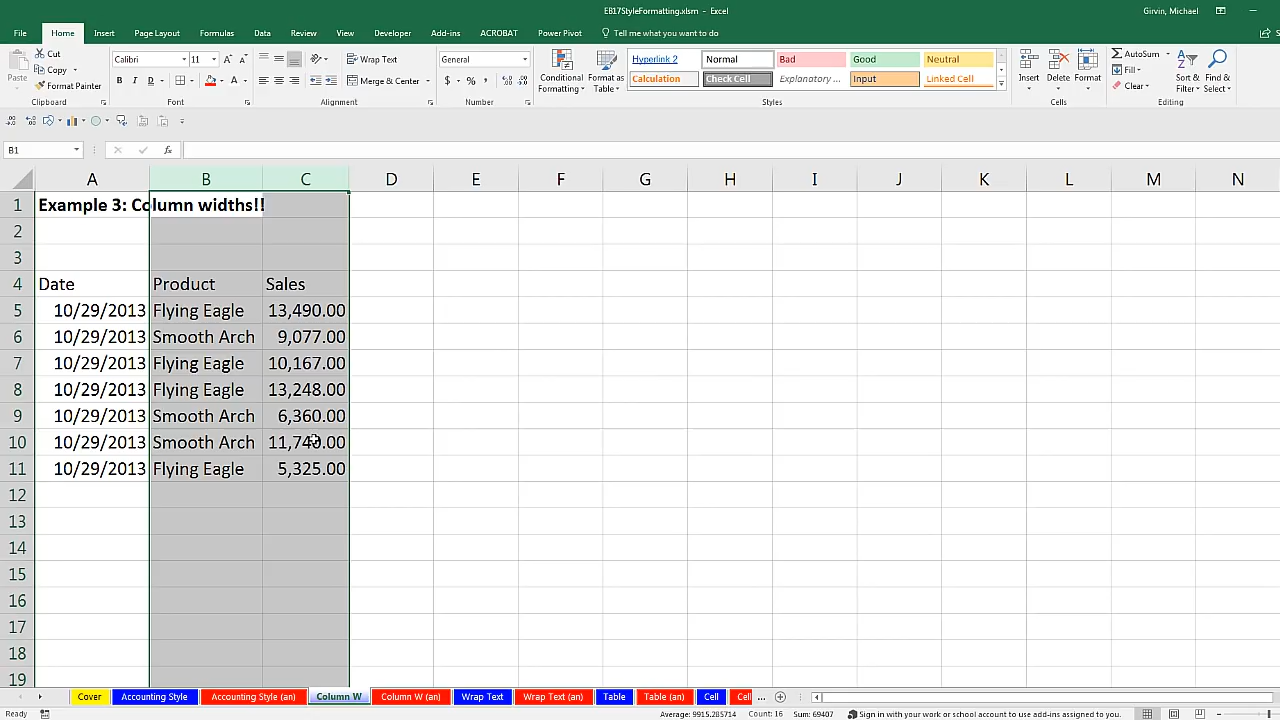 EB17StyleFormatting.xlsm - Excel
Girvin, Michael
File Home Insert Page Layout Formulas Data Review View Developer Add-ins ACROBAT Power Pivot Tell me what you want to do
Paste
Cut
Copy
Format Painter
Clipboard
Calibri 11
B I D
Font
Wrap Text
Merge & Center
Alignment
General
$ % ,
Number
Conditional Formatting
Format as Table
Hyperlink 2 Normal Bad Good Neutral
Calculation Check Cell Explanatory ... Input Linked Cell
Styles
Insert Delete Format
Cells
AutoSum
Fill
Clear
Sort & Filter
Find & Select
Editing
B1 fx
A B C D E F G H I J K L M N
1 Example 3: Column widths!!
2
3
4 Date Product Sales
5 10/29/2013 Flying Eagle 13,490.00
6 10/29/2013 Smooth Arch 9,077.00
7 10/29/2013 Flying Eagle 10,167.00
8 10/29/2013 Flying Eagle 13,248.00
9 10/29/2013 Smooth Arch 6,360.00
10 10/29/2013 Smooth Arch 11,740.00
11 10/29/2013 Flying Eagle 5,325.00
12
13
14
15
16
17
18
19
Cover Accounting Style Accounting Style (an) Column W Column W (an) Wrap Text Wrap Text (an) Table Table (an) Cell Cell ...
Ready Average: 9915.285714 Count: 16 Sum: 69407 Sign in with your work or school account to use add-ins assigned to you.